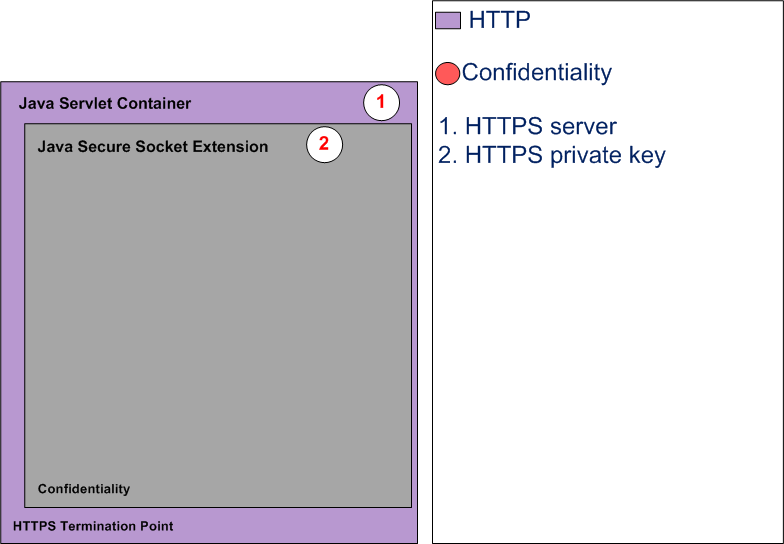 Java Servlet Container
1
Java Secure Socket Extension
2
Confidentiality
HTTPS Termination Point
HTTP
Confidentiality
1. HTTPS server
2. HTTPS private key